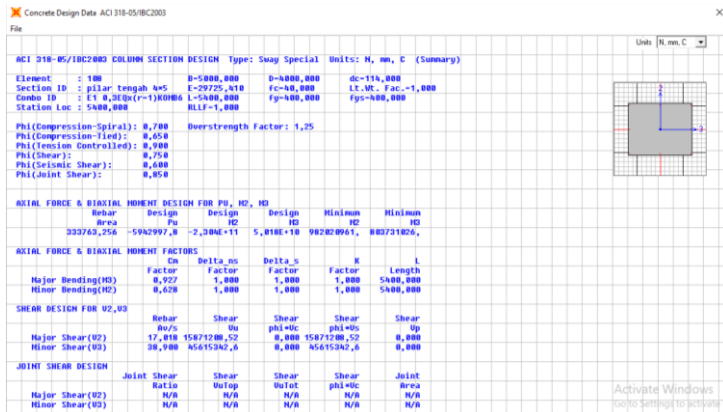 Concrete Design Data ACI 318-05/IBC2003
File
Units N, mm, C
ACI 318-05/IBC2003 COLUMN SECTION DESIGN Type: Sway Special Units: N, mm, C (Summary)
Element : 108 B=5000,000 D=4000,000 dc=114,000
Section ID : pilar tengah 4*5 E=29725,410 fc=40,000 Lt.Wt. Fac.=1,000
Combo ID : E1 0,3EQx(r=1)KOMB6 L=5400,000 fy=400,000 fys=400,000
Station Loc : 5400,000 RLLF=1,000
Phi(Compression-Spiral): 0,700 Overstrength Factor: 1,25
Phi(Compression-Tied): 0,650
Phi(Tension Controlled): 0,900
Phi(Shear): 0,750
Phi(Seismic Shear): 0,600
Phi(Joint Shear): 0,850
2
3
AXIAL FORCE & BIAXIAL MOMENT DESIGN FOR PU, M2, M3
Rebar Design Design Design Minimum Minimum
Area Pu M2 M3 M2 M3
333763,256 -5942997,8 -2,304E+11 5,018E+10 982020961, 803731026,
AXIAL FORCE & BIAXIAL MOMENT FACTORS
Cm Delta_ns Delta_s K L
Factor Factor Factor Factor Length
Major Bending(M3) 0,927 1,000 1,000 1,000 5400,000
Minor Bending(M2) 0,628 1,000 1,000 1,000 5400,000
SHEAR DESIGN FOR V2,V3
Rebar Shear Shear Shear Shear
Av/s Vu phi*Vc phi*Vs Vp
Major Shear(V2) 17,018 15871208,52 0,000 15871208,52 0,000
Minor Shear(V3) 38,900 45615342,6 0,000 45615342,6 0,000
JOINT SHEAR DESIGN
Joint Shear Shear Shear Shear Joint
Ratio VuTop VuTot phi*Vc Area
Major Shear(V2) N/A N/A N/A N/A N/A
Minor Shear(V3) N/A N/A N/A N/A N/A
Activate Windows
Go to Settings to activate